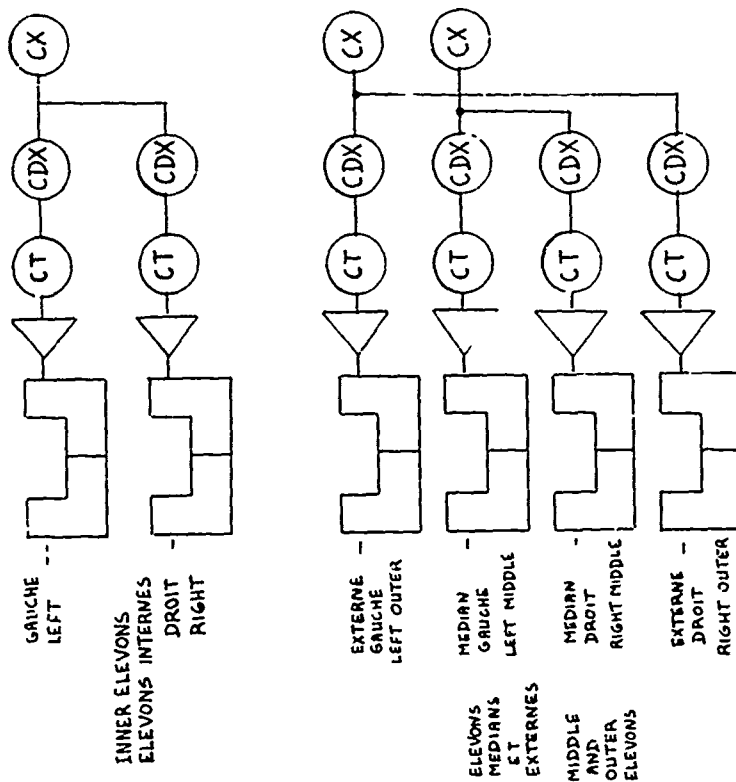 GAUCHE
LEFT
CT
CDX
CX
INNER ELEVONS
ELEVONS INTERNES
DROIT
RIGHT
CT
CDX
EXTERNE
GAUCHE
LEFT OUTER
CT
CDX
CX
MEDIAN
GAUCHE
LEFT MIDDLE
CT
CDX
CX
ELEVONS
MEDIANS
ET
EXTERNES
MEDIAN
DROIT
RIGHT MIDDLE
CT
CDX
MIDDLE
AND
OUTER
ELEVONS
EXTERNE
DROIT
RIGHT OUTER
CT
CDX